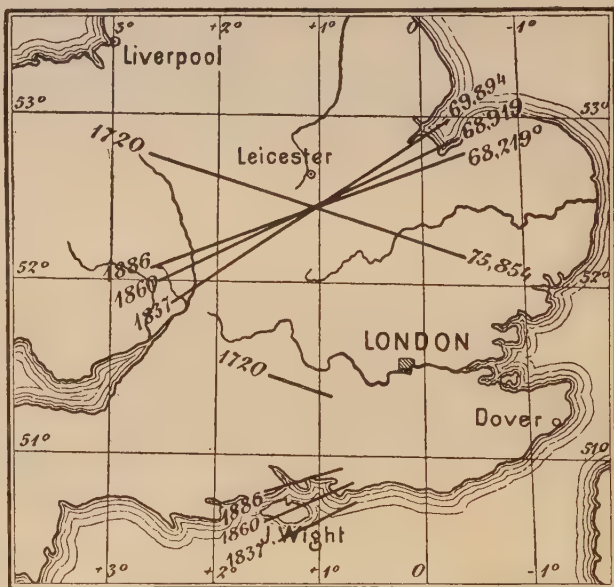 +3° +2° +1° 0 -1°
Liverpool
53° 53°
69,894
68,919
68,219°
1720
Leicester
1886
1860
1837
52° 52°
75,854
LONDON
1720
Dover
51° 51°
1886
1860
1837
J. Wight
+3° +2° +1° 0 -1°